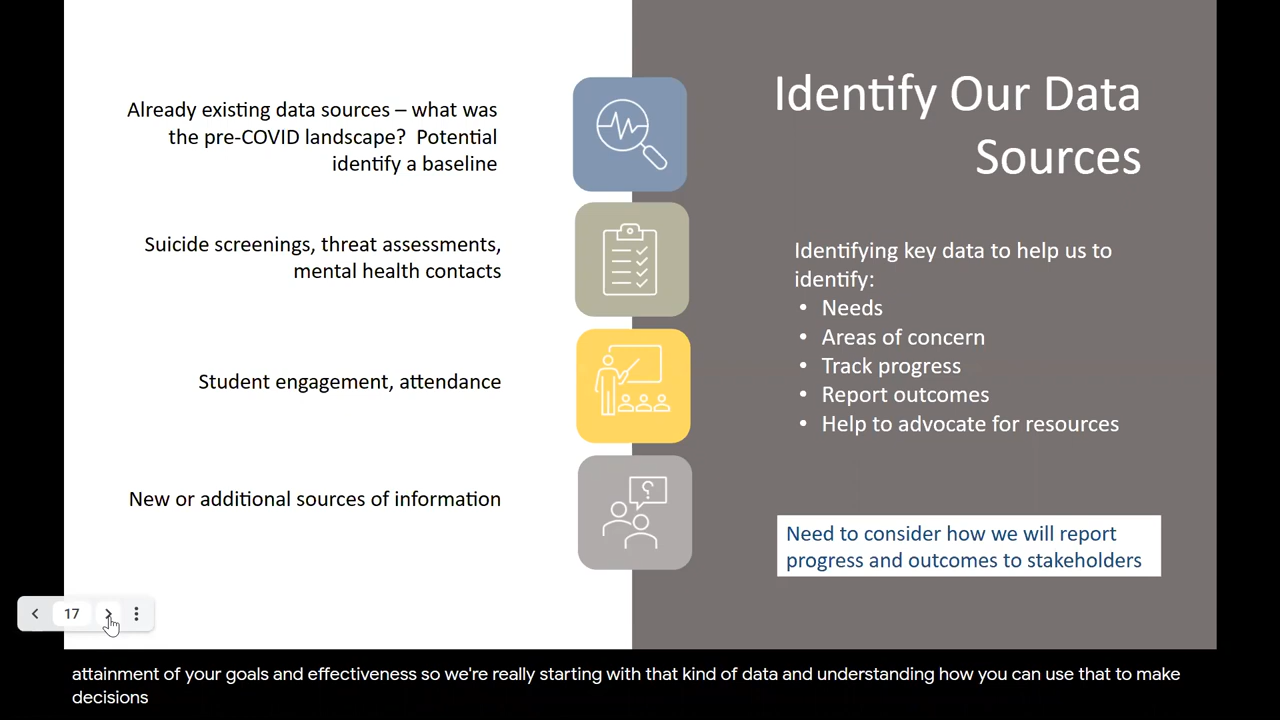 Already existing data sources – what was
the pre-COVID landscape?  Potential
identify a baseline
Suicide screenings, threat assessments,
mental health contacts
Student engagement, attendance
New or additional sources of information
Identify Our Data
Sources
Identifying key data to help us to
identify:
• Needs
• Areas of concern
• Track progress
• Report outcomes
• Help to advocate for resources
Need to consider how we will report
progress and outcomes to stakeholders
17
attainment of your goals and effectiveness so we're really starting with that kind of data and understanding how you can use that to make
decisions